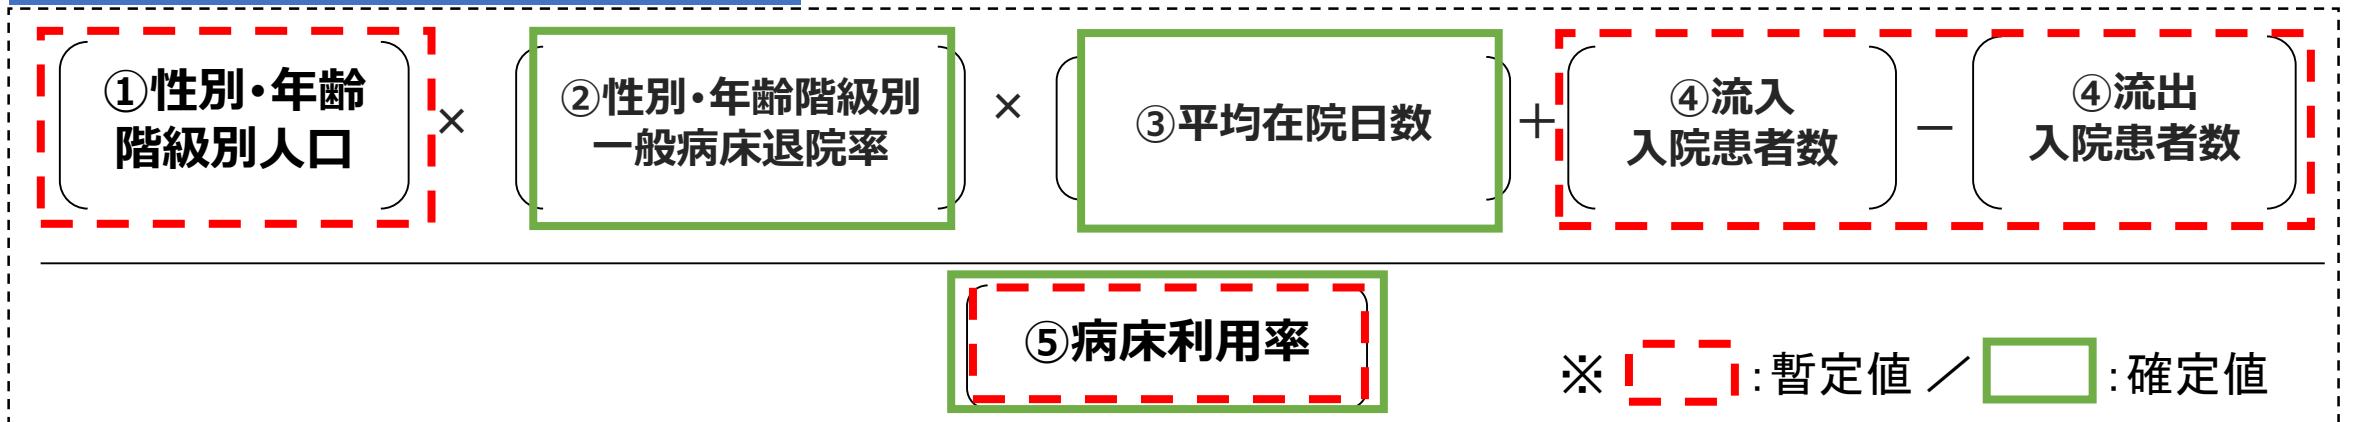 ①性別・年齢
階級別人口
×
②性別・年齢階級別
一般病床退院率
×
③平均在院日数
＋
④流入
入院患者数
－
④流出
入院患者数
⑤病床利用率
※ :暫定値 ／ :確定値